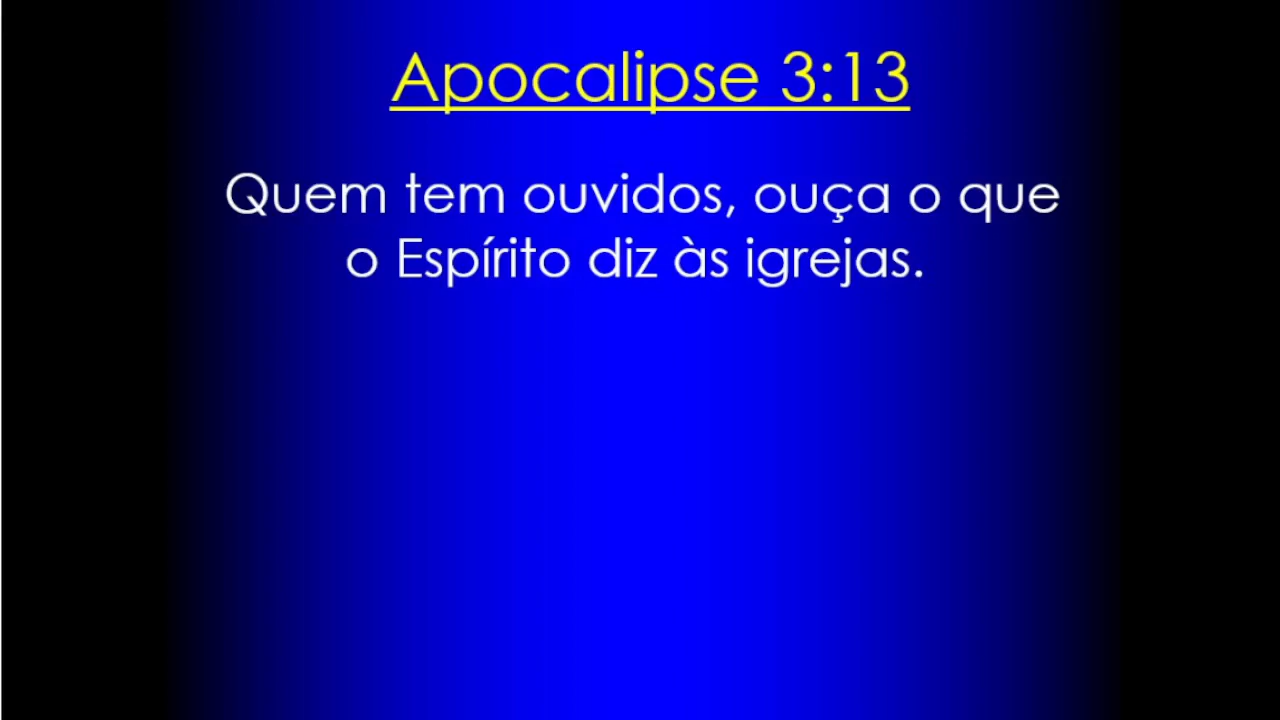 Apocalipse 3:13
Quem tem ouvidos, ouça o que
o Espírito diz às igrejas.